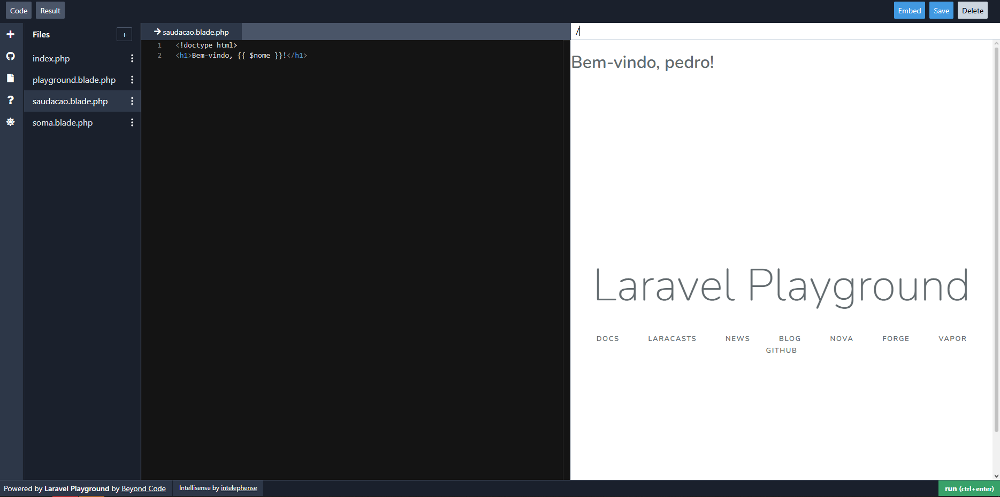 Code Result Embed Save Delete
Files +
index.php
playground.blade.php
saudacao.blade.php
soma.blade.php
saudacao.blade.php
1 <!doctype html>
2 <h1>Bem-vindo, {{ $nome }}!</h1>
/
Bem-vindo, pedro!
Laravel Playground
DOCS LARACASTS NEWS BLOG NOVA FORGE VAPOR
GITHUB
Powered by Laravel Playground by Beyond Code Intellisense by intelephense run (ctrl+enter)